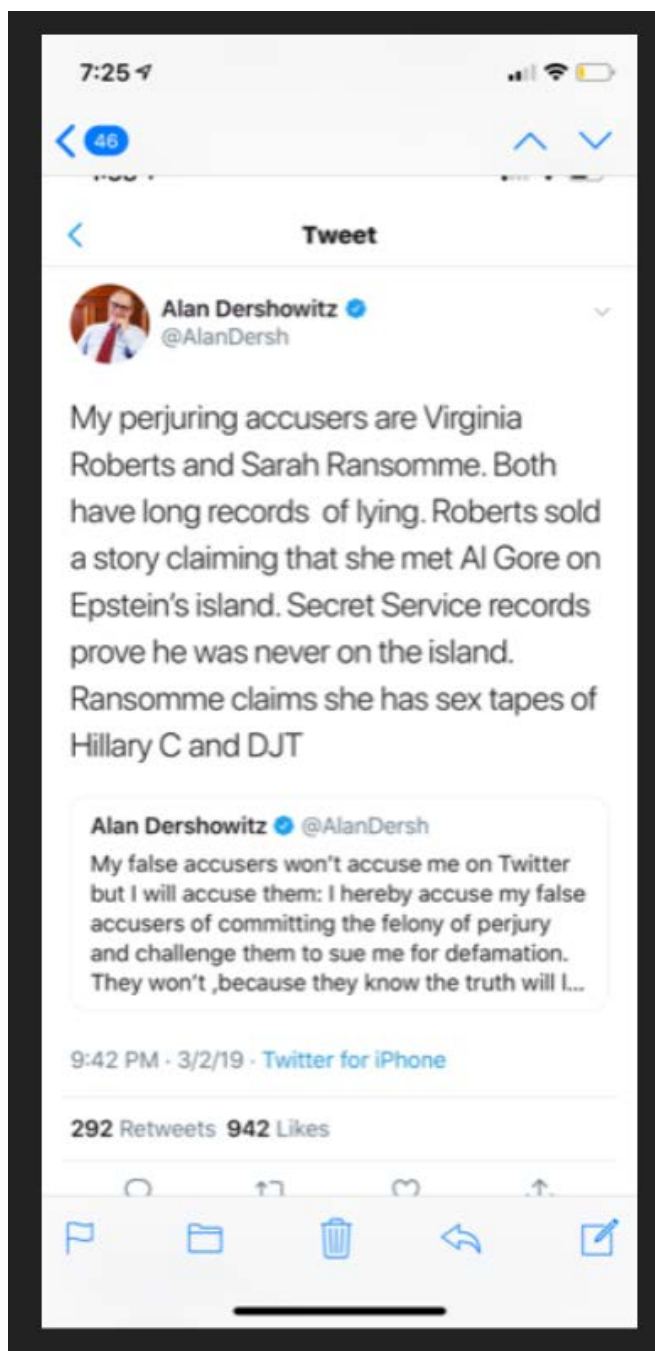 7:25
46
Tweet
Alan Dershowitz
@AlanDersh
My perjuring accusers are Virginia
Roberts and Sarah Ransomme. Both
have long records of lying. Roberts sold
a story claiming that she met Al Gore on
Epstein's island. Secret Service records
prove he was never on the island.
Ransomme claims she has sex tapes of
Hillary C and DJT
Alan Dershowitz @AlanDersh
My false accusers won't accuse me on Twitter
but I will accuse them: I hereby accuse my false
accusers of committing the felony of perjury
and challenge them to sue me for defamation.
They won't ,because they know the truth will l...
9:42 PM · 3/2/19 · Twitter for iPhone
292 Retweets 942 Likes